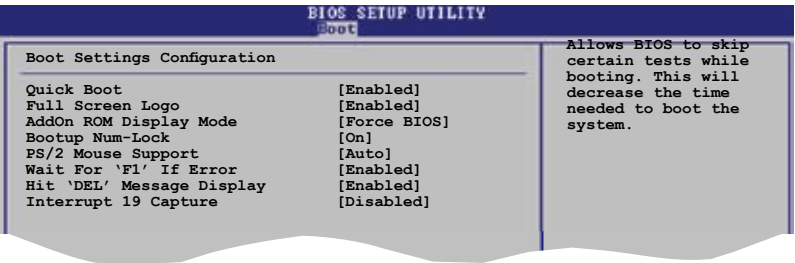 BIOS SETUP UTILITY
Boot
Boot Settings Configuration
Quick Boot [Enabled]
Full Screen Logo [Enabled]
AddOn ROM Display Mode [Force BIOS]
Bootup Num-Lock [On]
PS/2 Mouse Support [Auto]
Wait For ‘F1’ If Error [Enabled]
Hit ‘DEL’ Message Display [Enabled]
Interrupt 19 Capture [Disabled]
Allows BIOS to skip
certain tests while
booting. This will
decrease the time
needed to boot the
system.